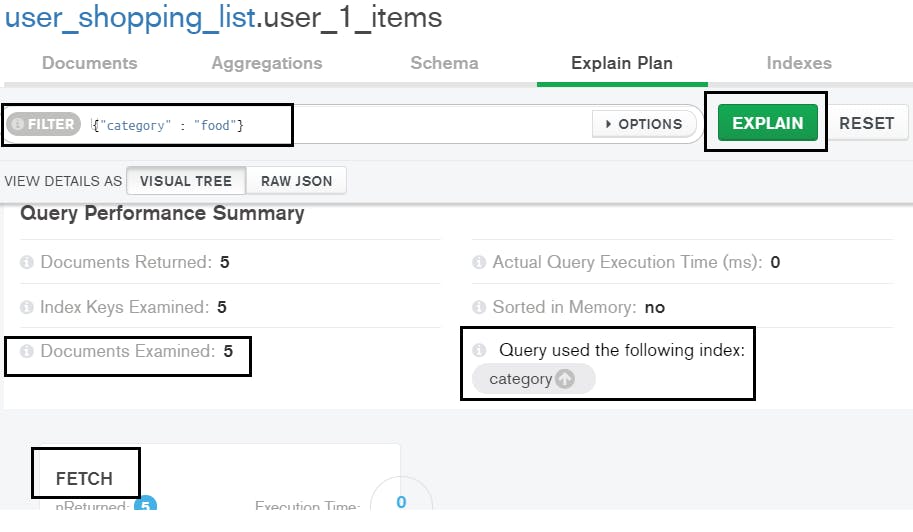 user_shopping_list.user_1_items
Documents Aggregations Schema Explain Plan Indexes
FILTER {"category" : "food"} OPTIONS EXPLAIN RESET
VIEW DETAILS AS VISUAL TREE RAW JSON
Query Performance Summary
Documents Returned: 5
Actual Query Execution Time (ms): 0
Index Keys Examined: 5
Sorted in Memory: no
Documents Examined: 5
Query used the following index:
category
FETCH
nReturned: 5 Execution Time: 0